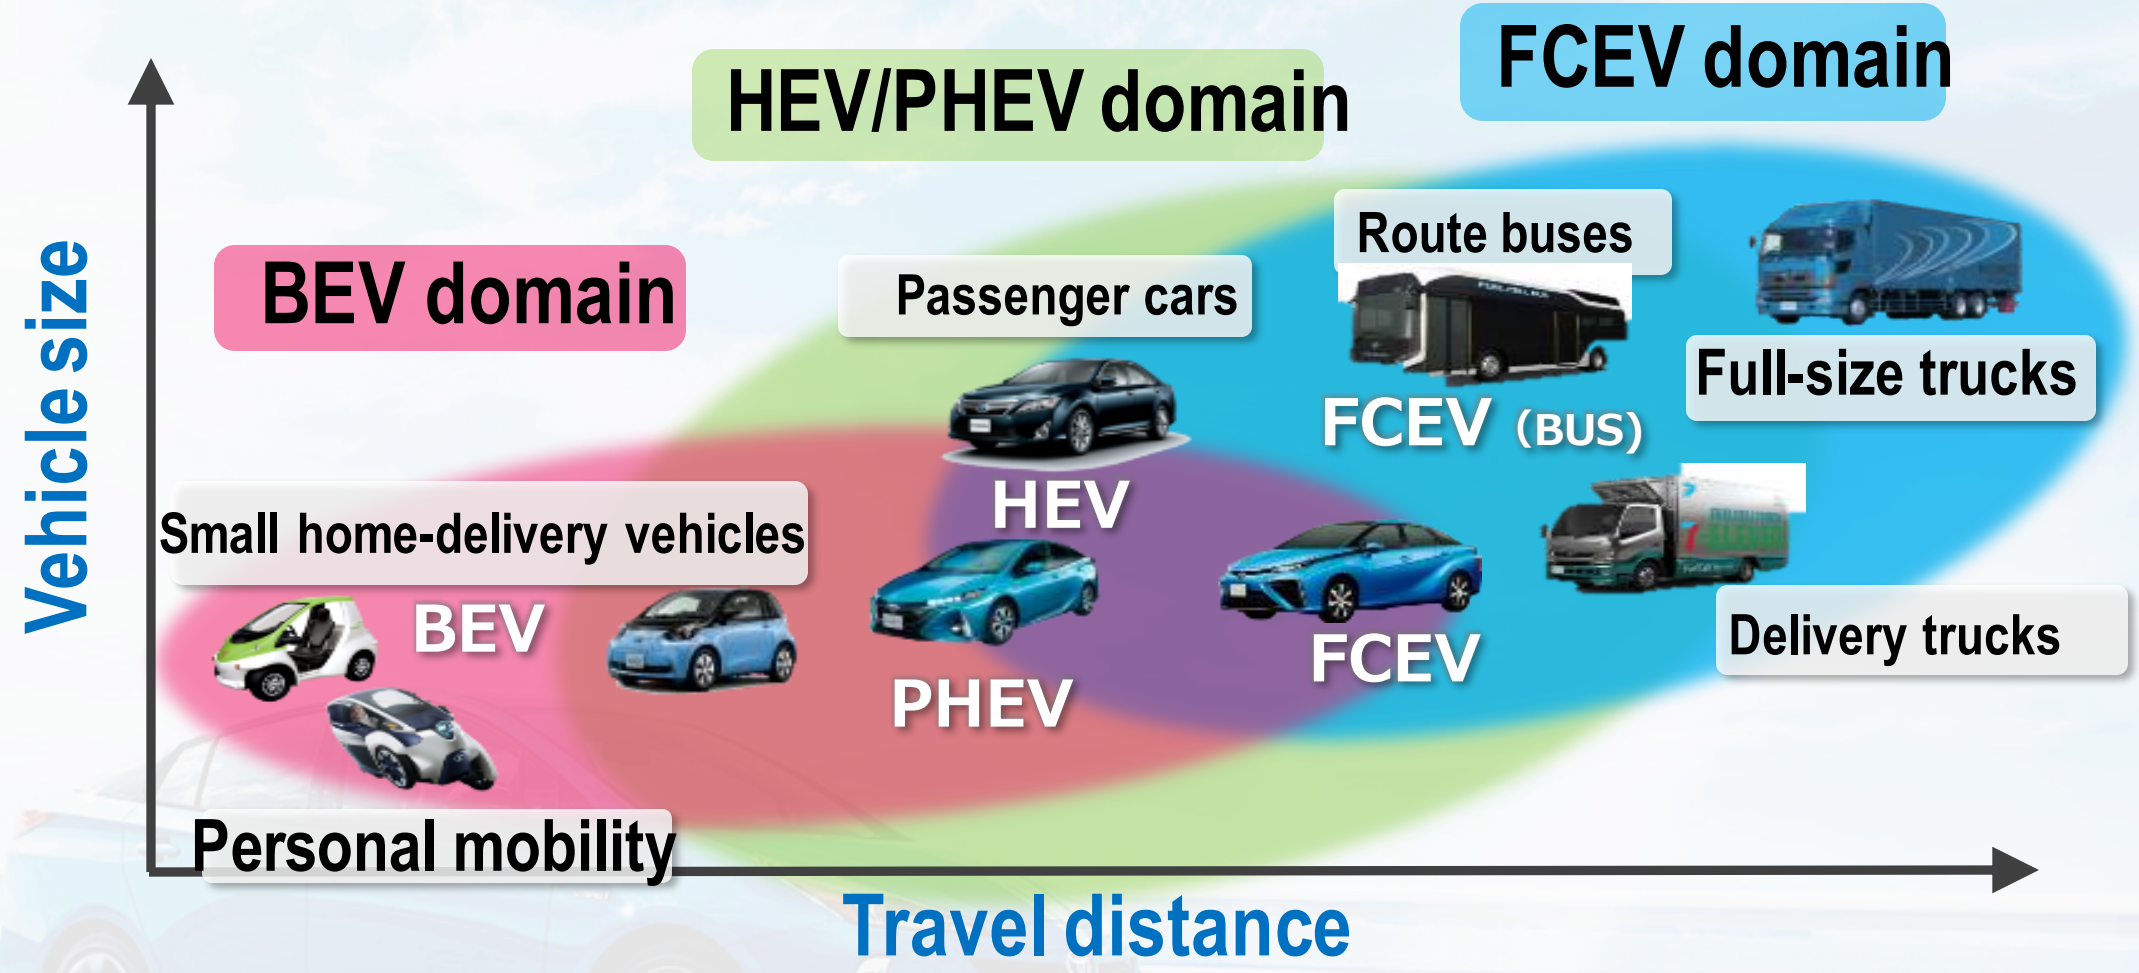 FCEV domain
HEV/PHEV domain
BEV domain
Vehicle size
Route buses
Passenger cars
Full-size trucks
FCEV (BUS)
HEV
Small home-delivery vehicles
BEV
FCEV
Delivery trucks
PHEV
Personal mobility
Travel distance